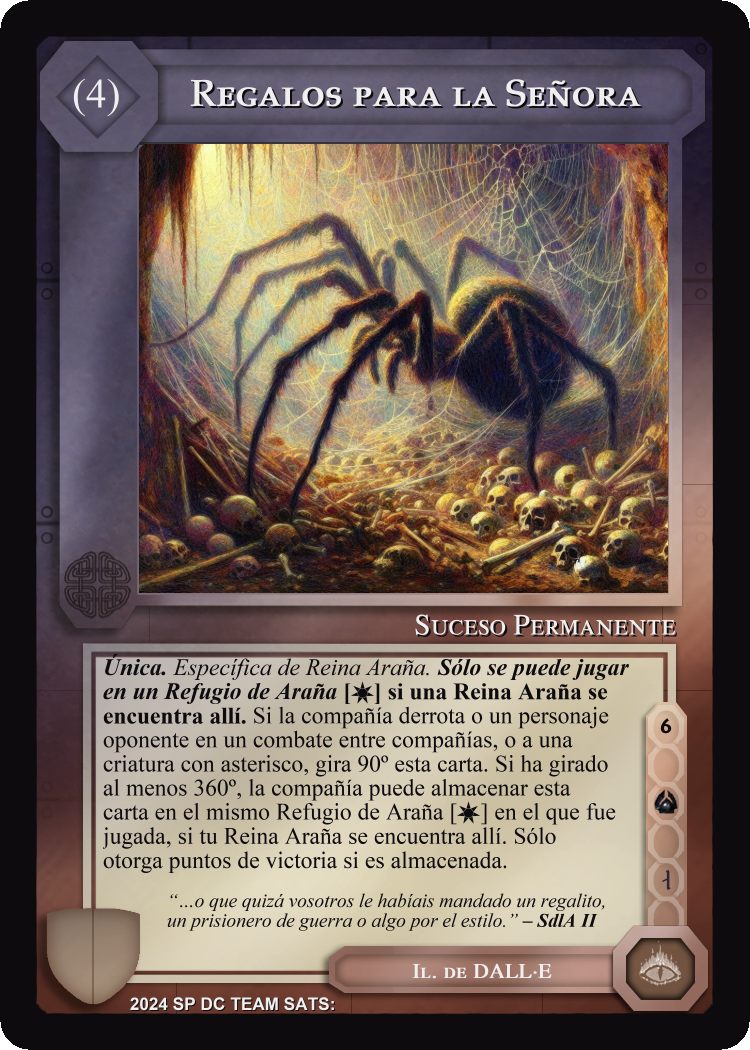 (4)
Regalos para la Señora
Suceso Permanente
Única. Específica de Reina Araña. Sólo se puede jugar
en un Refugio de Araña [✷] si una Reina Araña se
encuentra allí. Si la compañía derrota o un personaje
oponente en un combate entre compañías, o a una
criatura con asterisco, gira 90º esta carta. Si ha girado
al menos 360º, la compañía puede almacenar esta
carta en el mismo Refugio de Araña [✷] en el que fue
jugada, si tu Reina Araña se encuentra allí. Sólo
otorga puntos de victoria si es almacenada.
6
“...o que quizá vosotros le habíais mandado un regalito,
un prisionero de guerra o algo por el estilo.” – SdlA II
Il. de DALL·E
2024 SP DC TEAM SATS: